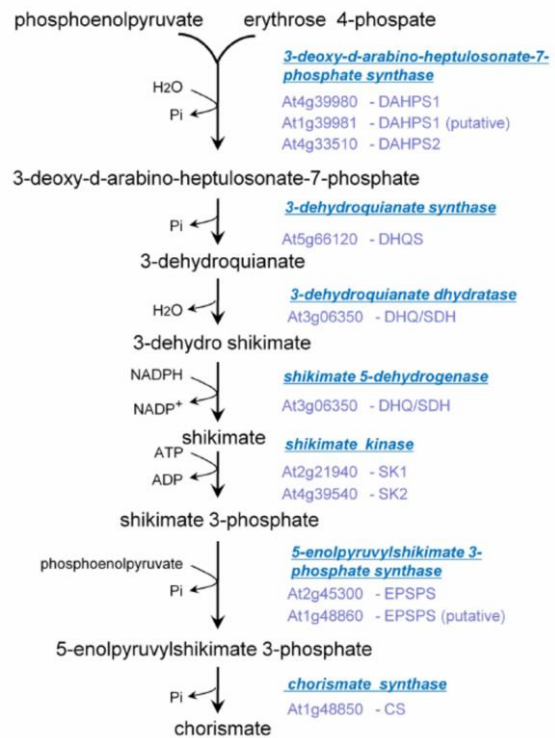 phosphoenolpyruvate erythrose 4-phospate
3-deoxy-d-arabino-heptulosonate-7-
phosphate synthase
H2O
Pi
At4g39980 - DAHPS1
At1g39981 - DAHPS1 (putative)
At4g33510 - DAHPS2
3-deoxy-d-arabino-heptulosonate-7-phosphate
3-dehydroquianate synthase
Pi
At5g66120 - DHQS
3-dehydroquianate
3-dehydroquianate dhydratase
H2O
At3g06350 - DHQ/SDH
3-dehydro shikimate
NADPH
NADP+
shikimate 5-dehydrogenase
At3g06350 - DHQ/SDH
shikimate
shikimate kinase
ATP
ADP
At2g21940 - SK1
At4g39540 - SK2
shikimate 3-phosphate
5-enolpyruvylshikimate 3-
phosphate synthase
phosphoenolpyruvate
Pi
At2g45300 - EPSPS
At1g48860 - EPSPS (putative)
5-enolpyruvylshikimate 3-phosphate
chorismate synthase
Pi
At1g48850 - CS
chorismate